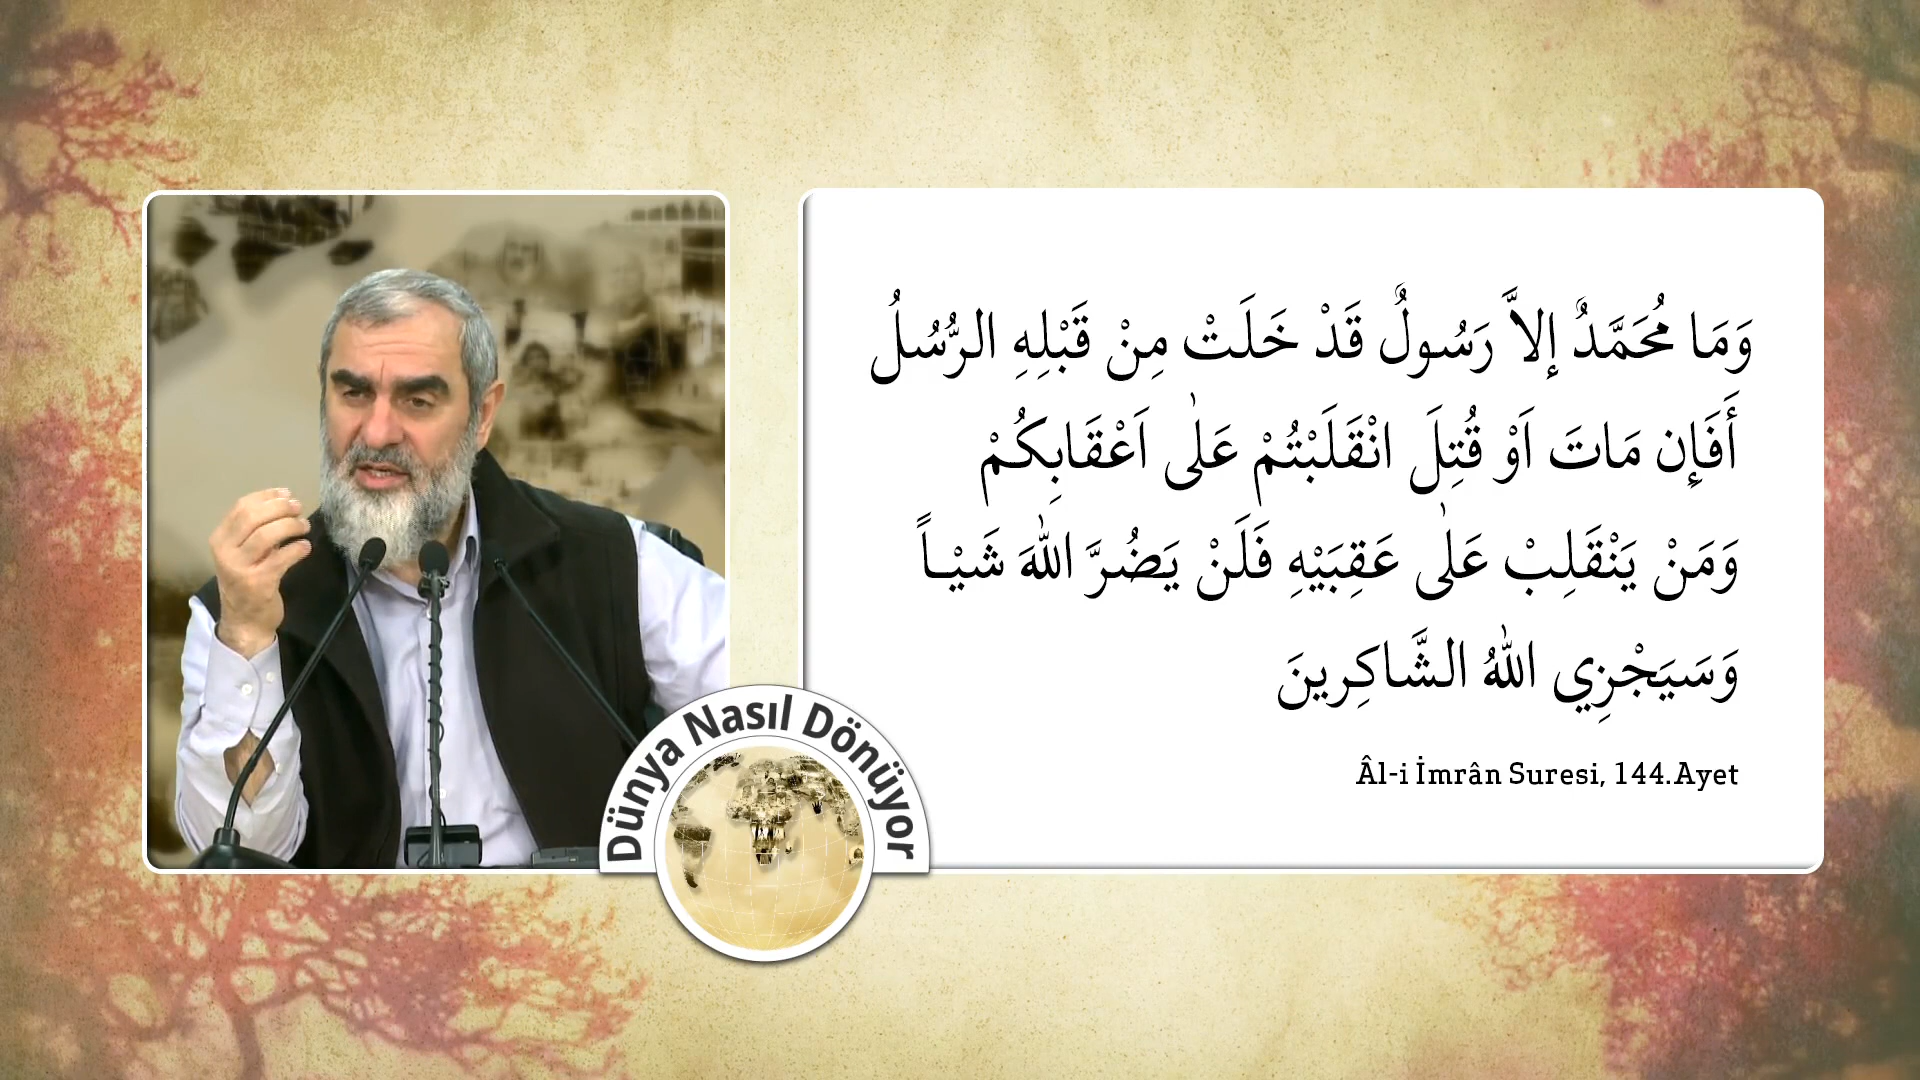 وَمَا مُحَمَّدٌ إِلاَّ رَسُولٌ قَدْ خَلَتْ مِنْ قَبْلِهِ الرُّسُلُ
أَفَإِن مَاتَ اَوْ قُتِلَ انْقَلَبْتُمْ عَلٰى اَعْقَابِكُمْ
وَمَنْ يَنْقَلِبْ عَلٰى عَقِبَيْهِ فَلَنْ يَضُرَّ اللّٰهَ شَيْـاً
وَسَيَجْزِي اللّٰهُ الشَّاكِرِينَ
Âl-i İmrân Suresi, 144.Ayet
Dünya Nasıl Dönüyor